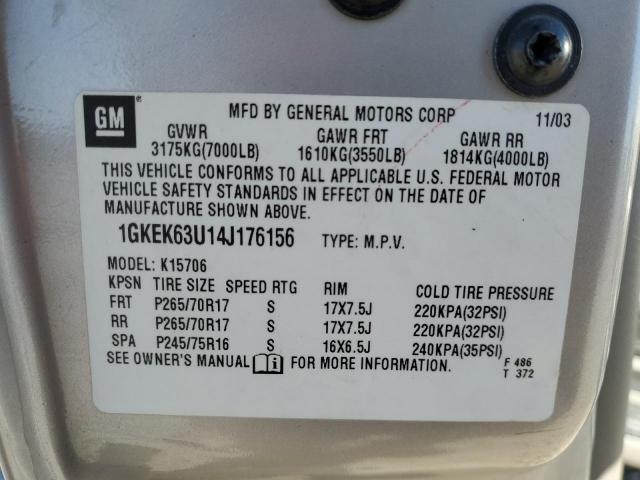 GM ® MFD BY GENERAL MOTORS CORP 11/03
GVWR GAWR FRT GAWR RR
3175KG(7000LB) 1610KG(3550LB) 1814KG(4000LB)
THIS VEHICLE CONFORMS TO ALL APPLICABLE U.S. FEDERAL MOTOR
VEHICLE SAFETY STANDARDS IN EFFECT ON THE DATE OF
MANUFACTURE SHOWN ABOVE.
1GKEK63U14J176156 TYPE: M.P.V.
MODEL: K15706
KPSN TIRE SIZE SPEED RTG RIM COLD TIRE PRESSURE
FRT P265/70R17 S 17X7.5J 220KPA(32PSI)
RR P265/70R17 S 17X7.5J 220KPA(32PSI)
SPA P245/75R16 S 16X6.5J 240KPA(35PSI)
SEE OWNER'S MANUAL i FOR MORE INFORMATION. F 486
T 372